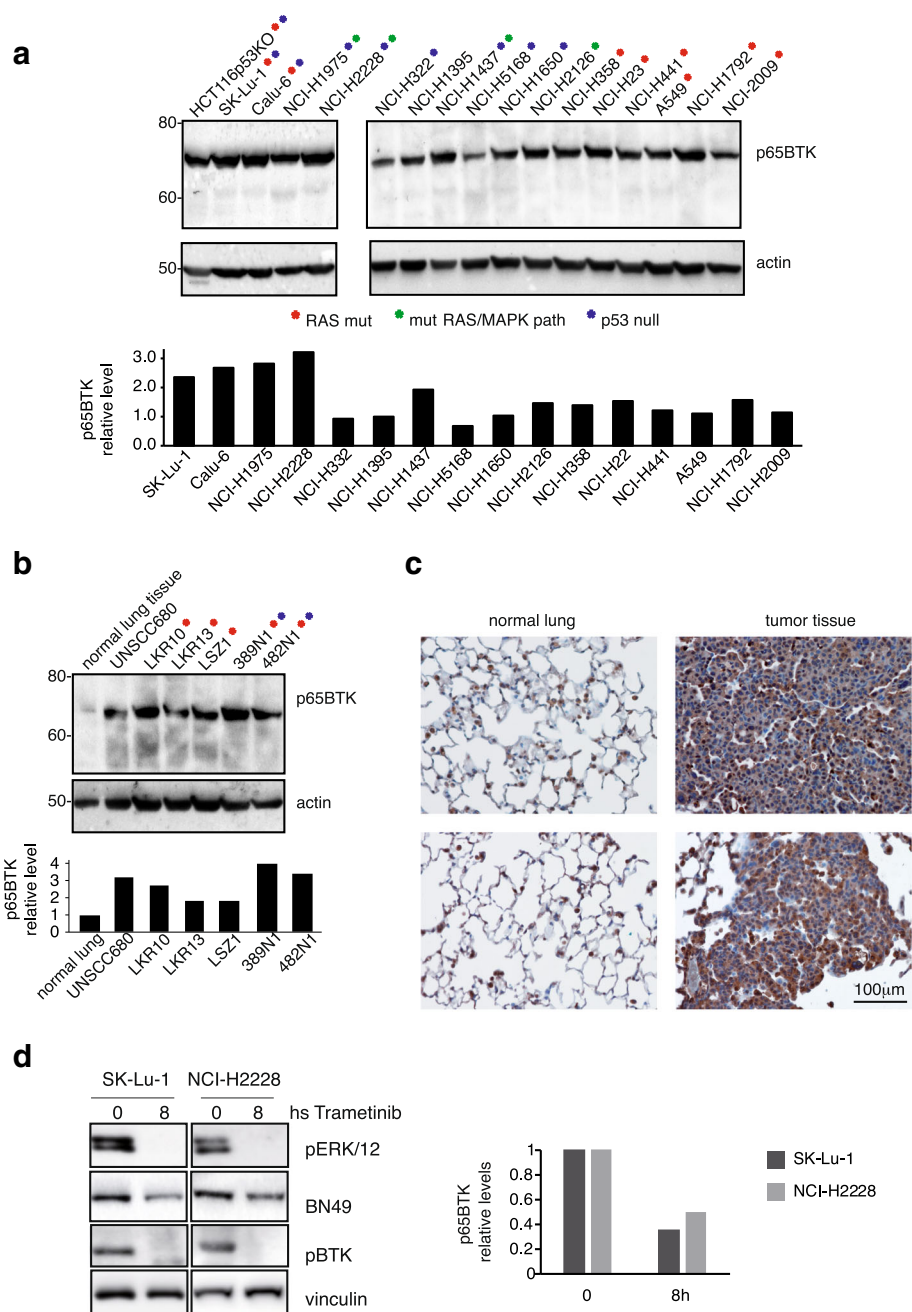 a
HCT116p53KO
SK-Lu-1
Calu-6
NCI-H1975
NCI-H2228
NCI-H322
NCI-H1395
NCI-H1437
NCI-H5168
NCI-H1650
NCI-H2126
NCI-H358
NCI-H23
NCI-H441
A549
NCI-H1792
NCI-2009
80
60
p65BTK
50
actin
RAS mut
mut RAS/MAPK path
p53 null
p65BTK
relative level
3.0
2.0
1.0
0.0
SK-Lu-1
Calu-6
NCI-H1975
NCI-H2228
NCI-H332
NCI-H1395
NCI-H1437
NCI-H5168
NCI-H1650
NCI-H2126
NCI-H358
NCI-H22
NCI-H441
A549
NCI-H1792
NCI-H2009
b
normal lung tissue
UNSCC680
LKR10
LKR13
LSZ1
389N1
482N1
80
60
p65BTK
50
actin
p65BTK
relative level
4
3
2
1
0
normal lung
UNSCC680
LKR10
LKR13
LSZ1
389N1
482N1
c
normal lung
tumor tissue
100μm
d
SK-Lu-1
NCI-H2228
0
8
0
8
hs Trametinib
pERK/12
BN49
pBTK
vinculin
p65BTK
relative levels
1
0.8
0.6
0.4
0.2
0
0
8h
SK-Lu-1
NCI-H2228